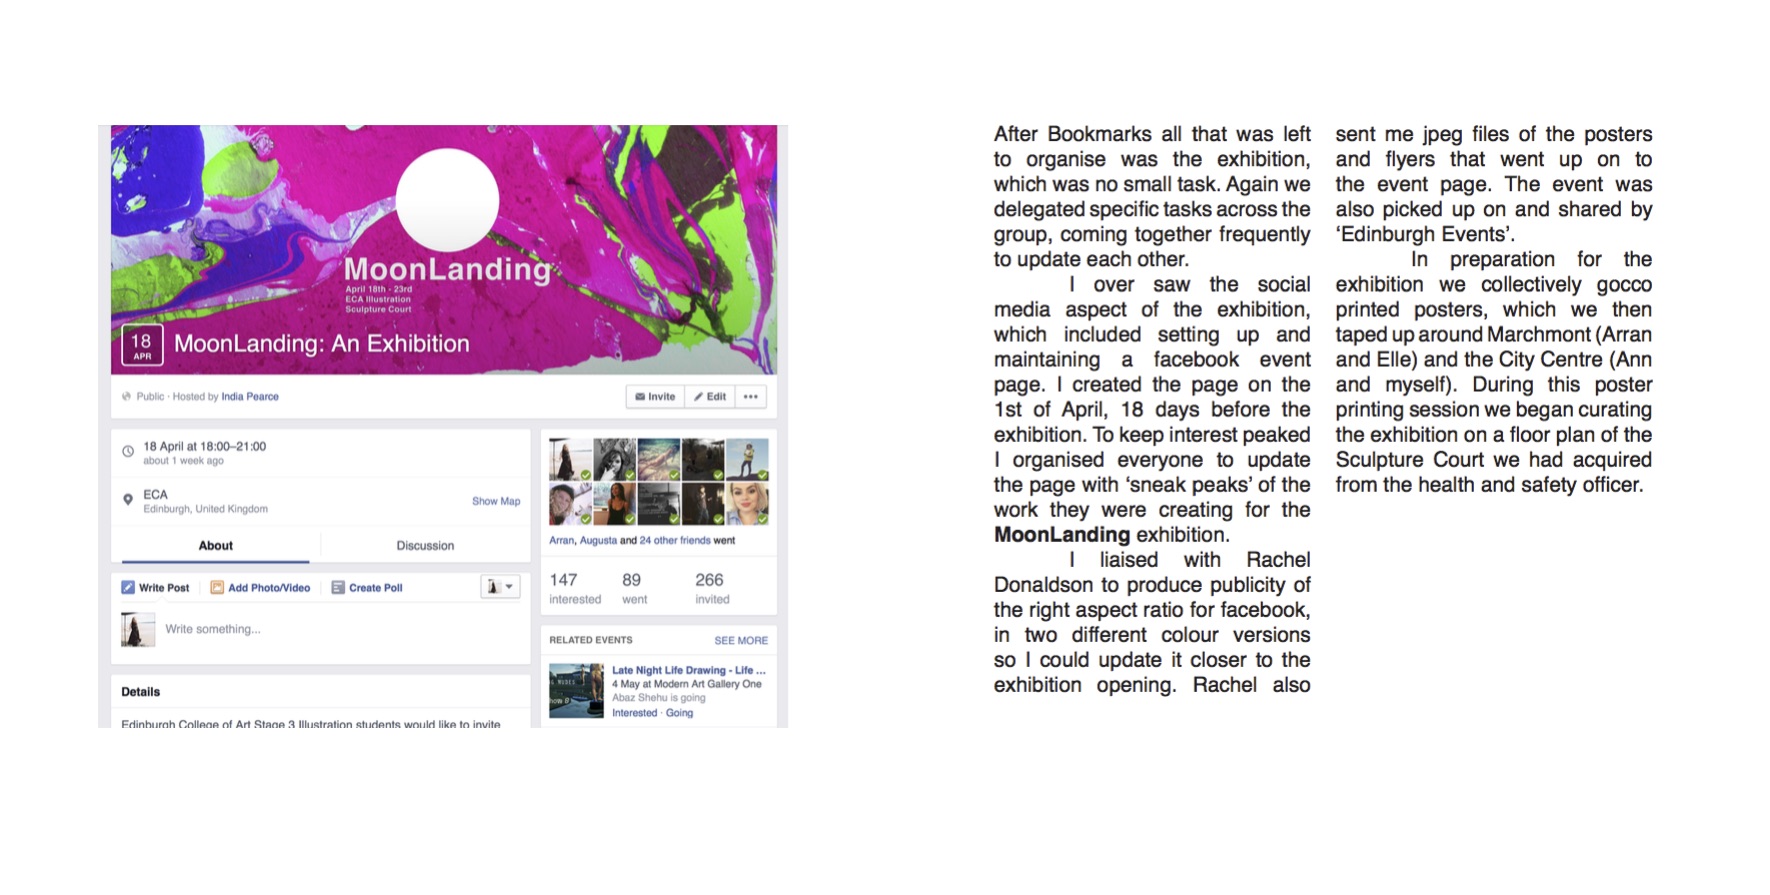 MoonLanding
April 18th - 23rd
ECA Illustration
Sculpture Court
18
APR
MoonLanding: An Exhibition
Public · Hosted by India Pearce
Invite
Edit
18 April at 18:00–21:00
about 1 week ago
ECA
Edinburgh, United Kingdom
Show Map
About
Discussion
Write Post
Add Photo/Video
Create Poll
Write something...
Details
Edinburgh College of Art Stage 3 Illustration students would like to invite
Arran, Augusta and 24 other friends went
147 89 266
interested went invited
RELATED EVENTS SEE MORE
Late Night Life Drawing - Life ...
4 May at Modern Art Gallery One
Abaz Shehu is going
Interested · Going
After Bookmarks all that was left
to organise was the exhibition,
which was no small task. Again we
delegated specific tasks across the
group, coming together frequently
to update each other.
I over saw the social
media aspect of the exhibition,
which included setting up and
maintaining a facebook event
page. I created the page on the
1st of April, 18 days before the
exhibition. To keep interest peaked
I organised everyone to update
the page with ‘sneak peaks’ of the
work they were creating for the
MoonLanding exhibition.
I liaised with Rachel
Donaldson to produce publicity of
the right aspect ratio for facebook,
in two different colour versions
so I could update it closer to the
exhibition opening. Rachel also
sent me jpeg files of the posters
and flyers that went up on to
the event page. The event was
also picked up on and shared by
‘Edinburgh Events’.
In preparation for the
exhibition we collectively gocco
printed posters, which we then
taped up around Marchmont (Arran
and Elle) and the City Centre (Ann
and myself). During this poster
printing session we began curating
the exhibition on a floor plan of the
Sculpture Court we had acquired
from the health and safety officer.